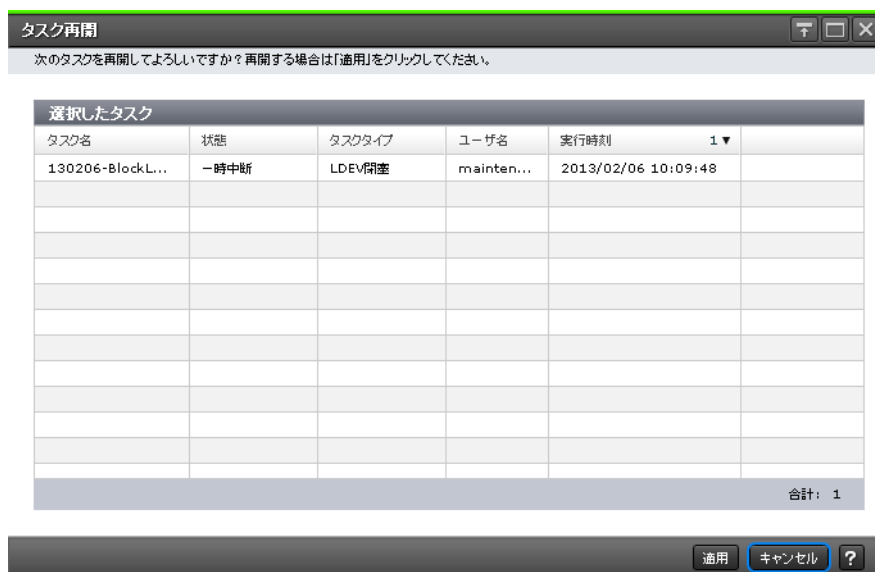 タスク再開
次のタスクを再開してよろしいですか？再開する場合は「適用」をクリックしてください。
選択したタスク
タスク名 状態 タスクタイプ ユーザ名 実行時刻 1▼
130206-BlockL... 一時中断 LDEV閉塞 mainten... 2013/02/06 10:09:48
合計: 1
適用 キャンセル ?